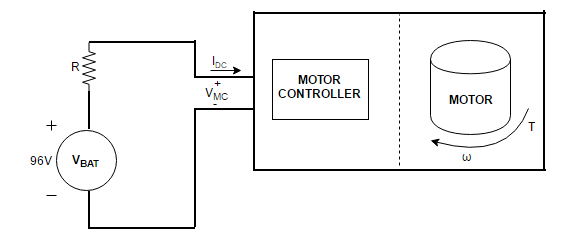 R
I_DC
+
V_MC
-
MOTOR
CONTROLLER
MOTOR
T
ω
+
96V
V_BAT
−